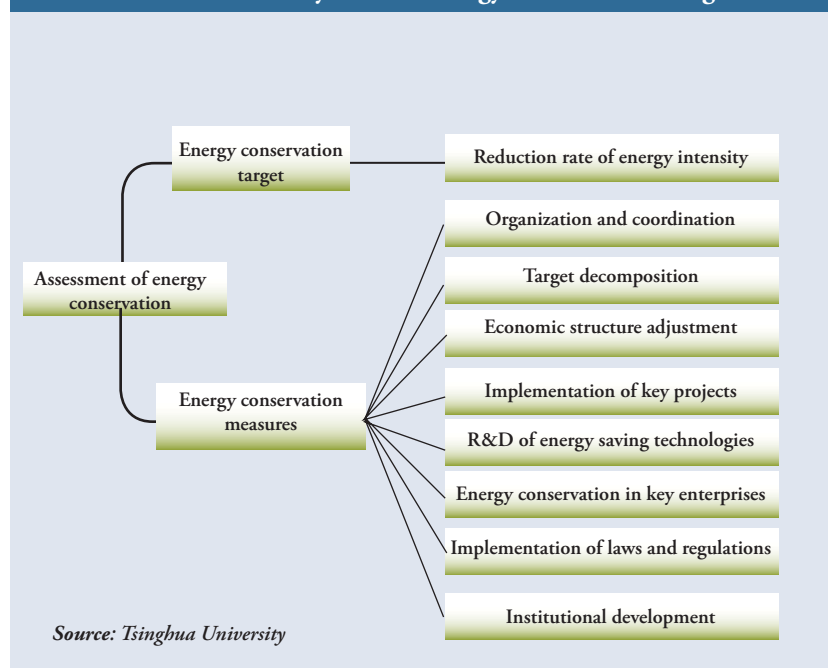 Energy conservation
target
Reduction rate of energy intensity
Organization and coordination
Target decomposition
Assessment of energy
conservation
Economic structure adjustment
Energy conservation
measures
Implementation of key projects
R&D of energy saving technologies
Energy conservation in key enterprises
Implementation of laws and regulations
Institutional development
Source: Tsinghua University